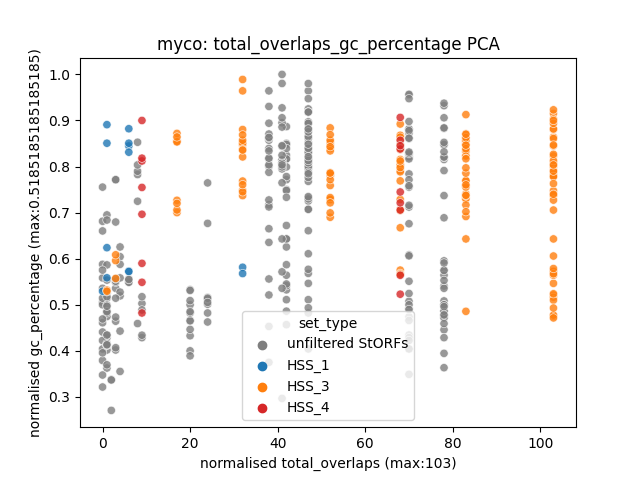 myco: total_overlaps_gc_percentage PCA
normalised gc_percentage (max:0.5185185185185185)
1.0
0.9
0.8
0.7
0.6
0.5
0.4
0.3
set_type
unfiltered StORFs
HSS_1
HSS_3
HSS_4
0 20 40 60 80 100
normalised total_overlaps (max:103)